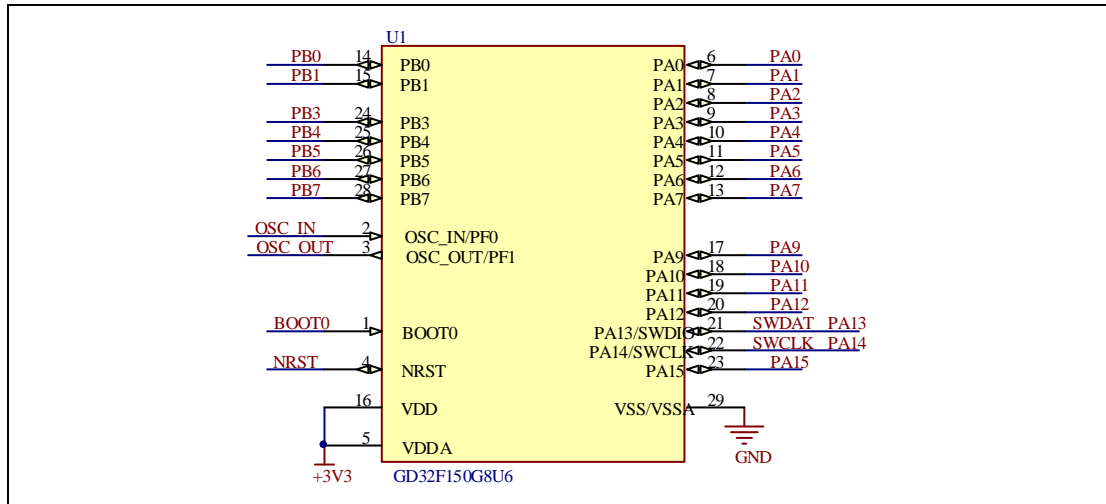 U1
PB0 14 PB0 PA0 6 PA0
PB1 15 PB1 PA1 7 PA1
PA2 8 PA2
PB3 24 PB3 PA3 9 PA3
PB4 25 PB4 PA4 10 PA4
PB5 26 PB5 PA5 11 PA5
PB6 27 PB6 PA6 12 PA6
PB7 28 PB7 PA7 13 PA7
OSC_IN 2 OSC_IN/PF0
OSC_OUT 3 OSC_OUT/PF1 PA9 17 PA9
PA10 18 PA10
PA11 19 PA11
PA12 20 PA12
BOOT0 1 BOOT0 PA13/SWDIO 21 SWDAT PA13
PA14/SWCLK 22 SWCLK PA14
NRST 4 NRST PA15 23 PA15
16 VDD VSS/VSSA 29
5 VDDA
GND
+3V3 GD32F150G8U6